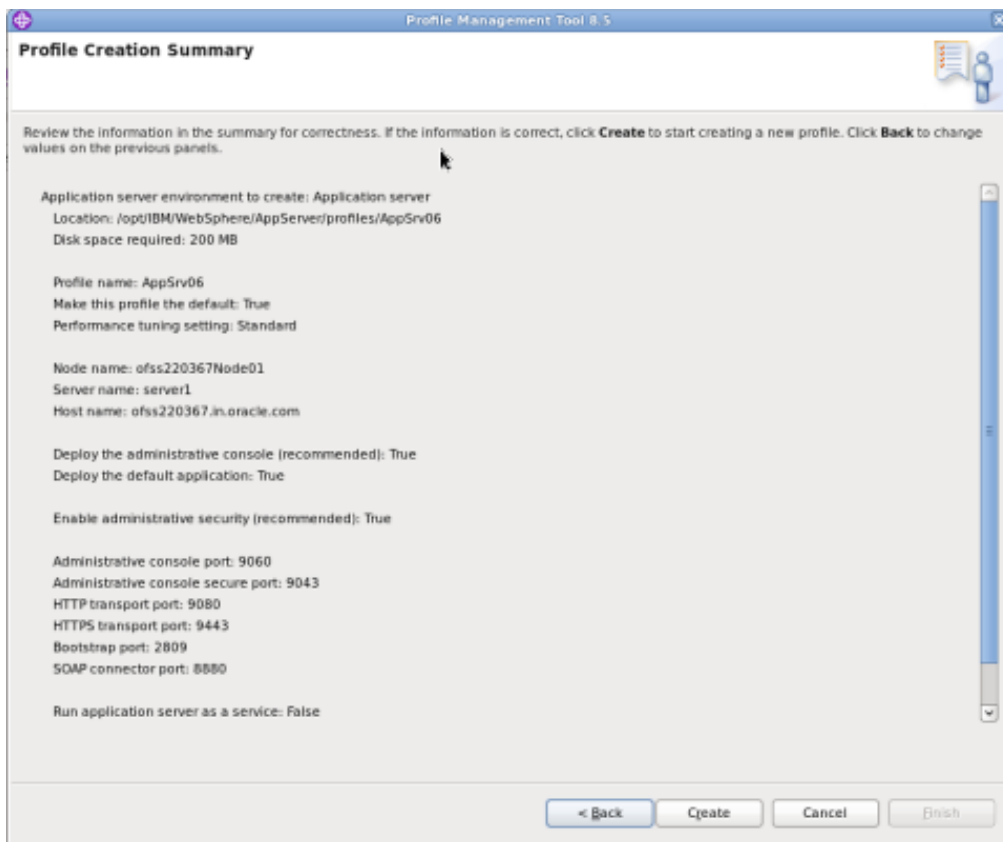 Profile Management Tool 8.5
Profile Creation Summary
Review the information in the summary for correctness. If the information is correct, click Create to start creating a new profile. Click Back to change
values on the previous panels.
Application server environment to create: Application server
Location: /opt/IBM/WebSphere/AppServer/profiles/AppSrv06
Disk space required: 200 MB
Profile name: AppSrv06
Make this profile the default: True
Performance tuning setting: Standard
Node name: ofss220367Node01
Server name: server1
Host name: ofss220367.in.oracle.com
Deploy the administrative console (recommended): True
Deploy the default application: True
Enable administrative security (recommended): True
Administrative console port: 9060
Administrative console secure port: 9043
HTTP transport port: 9080
HTTPS transport port: 9443
Bootstrap port: 2809
SOAP connector port: 8880
Run application server as a service: False
< Back Create Cancel Finish